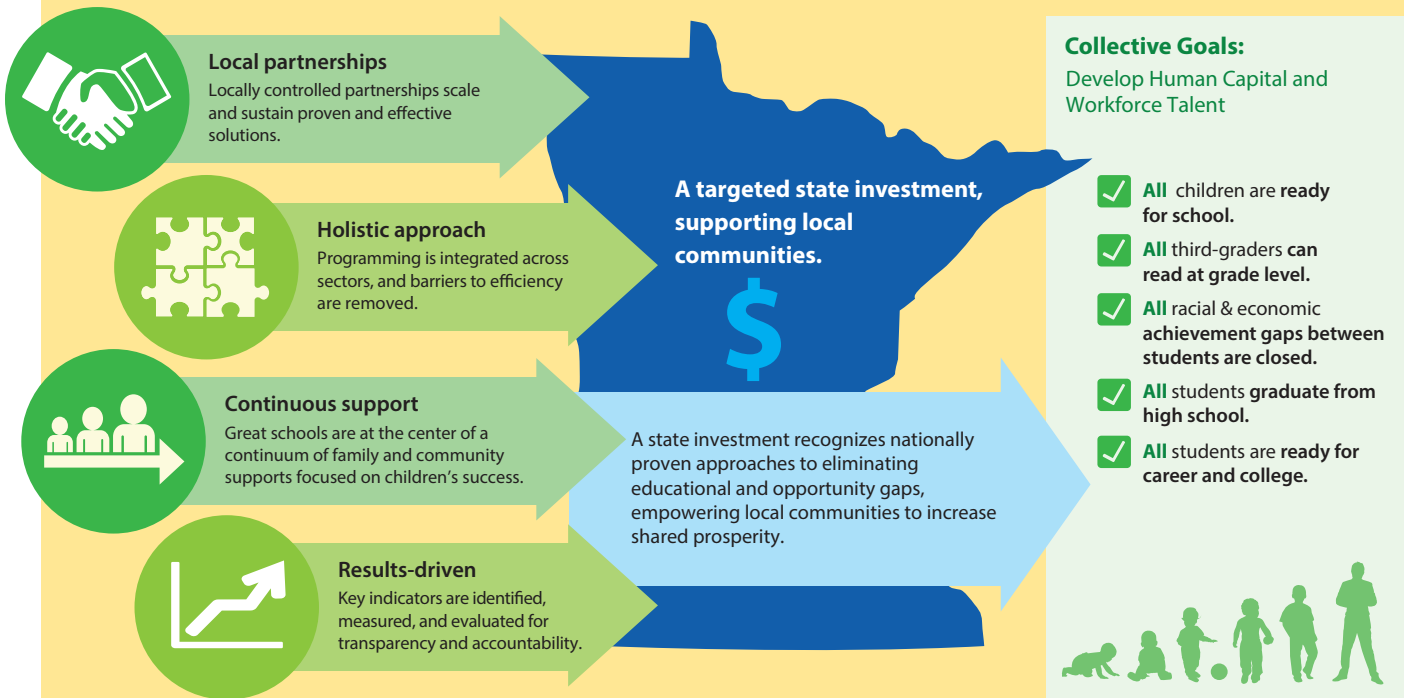 Local partnerships
Locally controlled partnerships scale
and sustain proven and effective
solutions.
Holistic approach
Programming is integrated across
sectors, and barriers to efficiency
are removed.
Continuous support
Great schools are at the center of a
continuum of family and community
supports focused on children’s success.
Results-driven
Key indicators are identified,
measured, and evaluated for
transparency and accountability.
A targeted state investment,
supporting local
communities.
$
A state investment recognizes nationally
proven approaches to eliminating
educational and opportunity gaps,
empowering local communities to increase
shared prosperity.
Collective Goals:
Develop Human Capital and
Workforce Talent
All children are ready
for school.
All third-graders can
read at grade level.
All racial & economic
achievement gaps between
students are closed.
All students graduate from
high school.
All students are ready for
career and college.